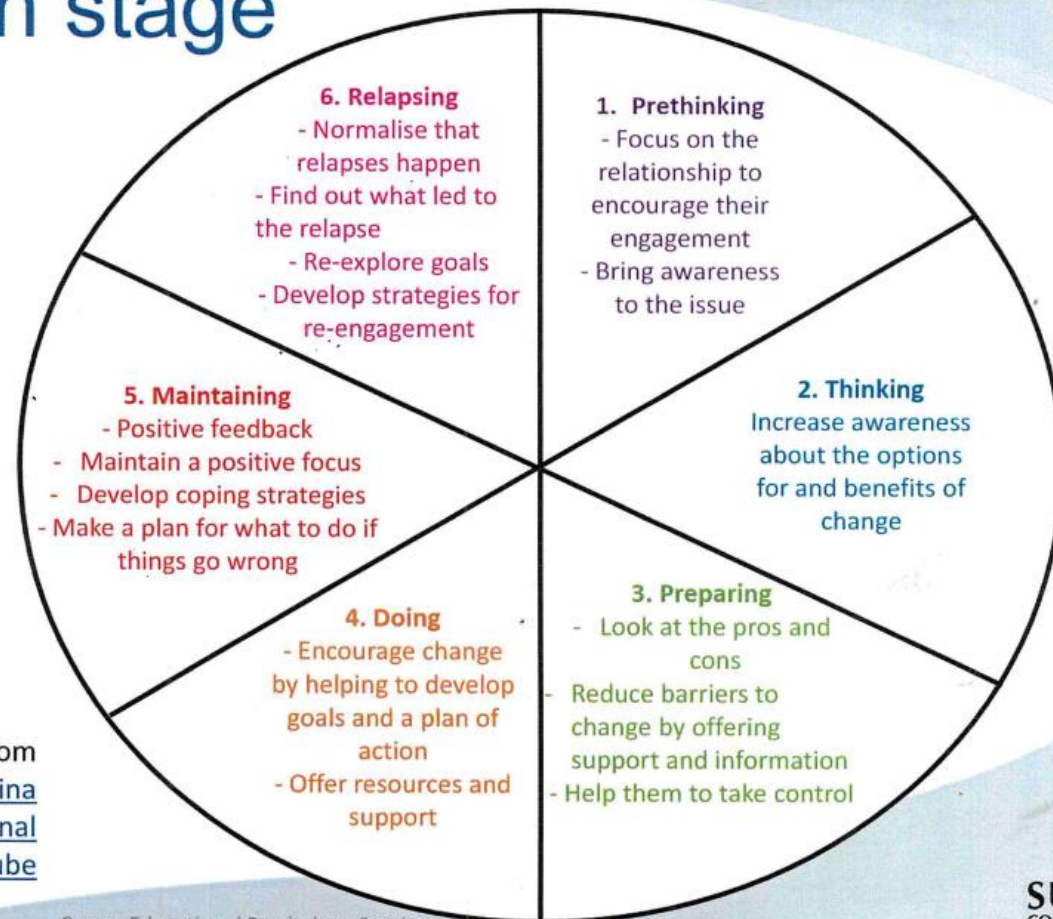 stage
6. Relapsing
- Normalise that
relapses happen
- Find out what led to
the relapse
- Re-explore goals
- Develop strategies for
re-engagement
1. Prethinking
- Focus on the
relationship to
encourage their
engagement
- Bring awareness
to the issue
2. Thinking
Increase awareness
about the options
for and benefits of
change
3. Preparing
- Look at the pros and
cons
- Reduce barriers to
change by offering
support and information
- Help them to take control
4. Doing
- Encourage change
by helping to develop
goals and a plan of
action
- Offer resources and
support
5. Maintaining
- Positive feedback
- Maintain a positive focus
- Develop coping strategies
- Make a plan for what to do if
things go wrong
om
ina
nal
ube